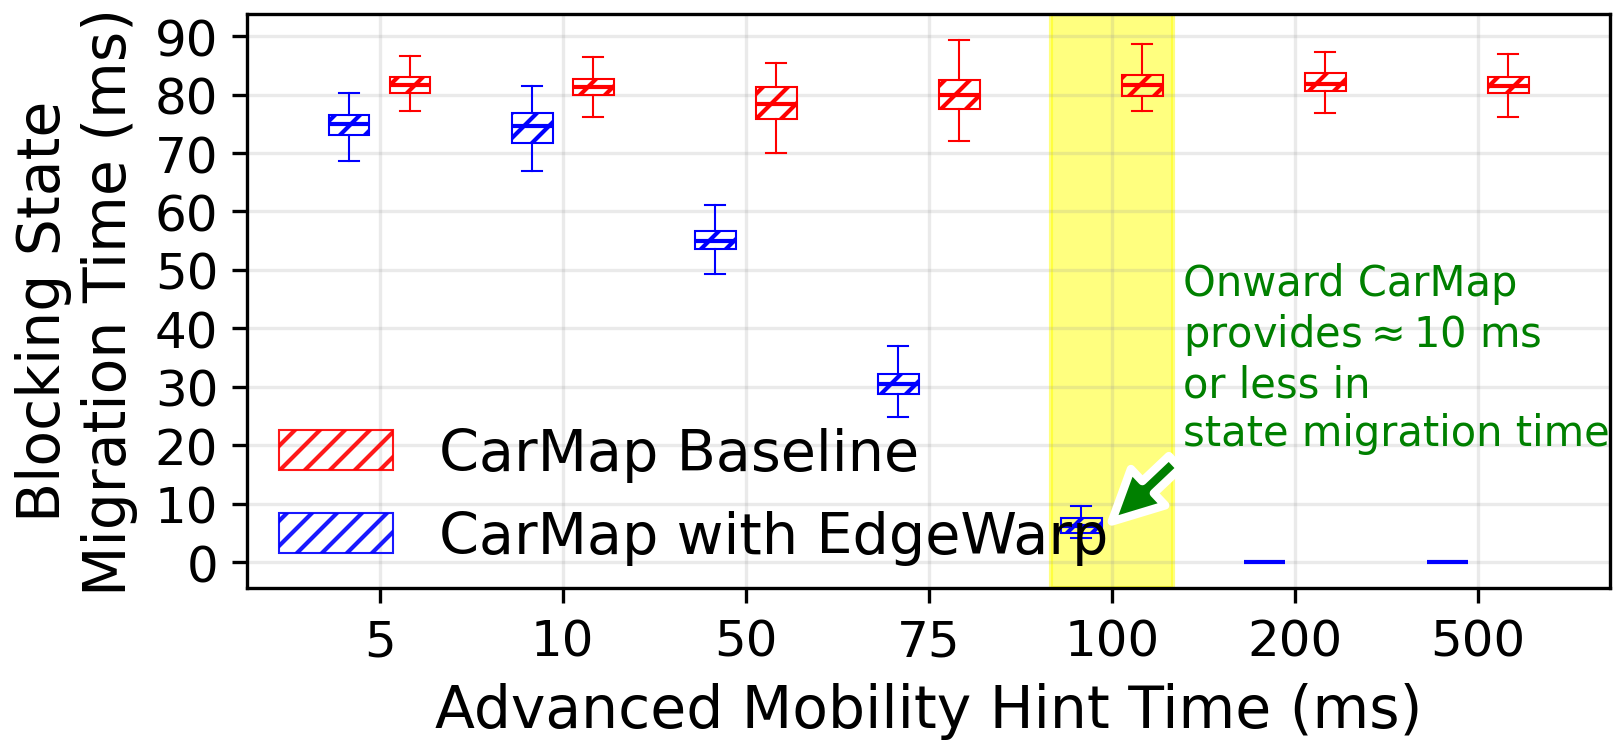 Blocking State
Migration Time (ms)
90
80
70
60
50
40
30
20
10
0
Onward CarMap
provides ≈ 10 ms
or less in
state migration time
CarMap Baseline
CarMap with EdgeWarp
5 10 50 75 100 200 500
Advanced Mobility Hint Time (ms)